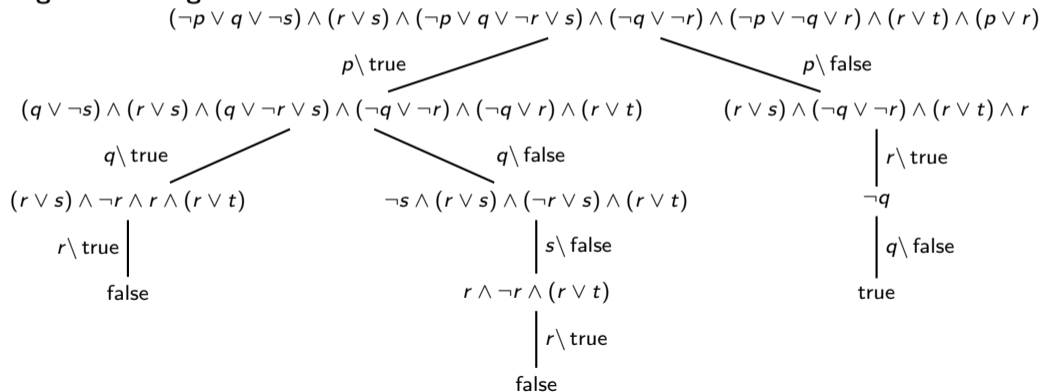 (¬p ∨ q ∨ ¬s) ∧ (r ∨ s) ∧ (¬p ∨ q ∨ ¬r ∨ s) ∧ (¬q ∨ ¬r) ∧ (¬p ∨ ¬q ∨ r) ∧ (r ∨ t) ∧ (p ∨ r)
p\ true
p\ false
(q ∨ ¬s) ∧ (r ∨ s) ∧ (q ∨ ¬r ∨ s) ∧ (¬q ∨ ¬r) ∧ (¬q ∨ r) ∧ (r ∨ t)
(r ∨ s) ∧ (¬q ∨ ¬r) ∧ (r ∨ t) ∧ r
q\ true
q\ false
r\ true
(r ∨ s) ∧ ¬r ∧ r ∧ (r ∨ t)
¬s ∧ (r ∨ s) ∧ (¬r ∨ s) ∧ (r ∨ t)
¬q
r\ true
s\ false
q\ false
false
r ∧ ¬r ∧ (r ∨ t)
true
r\ true
false